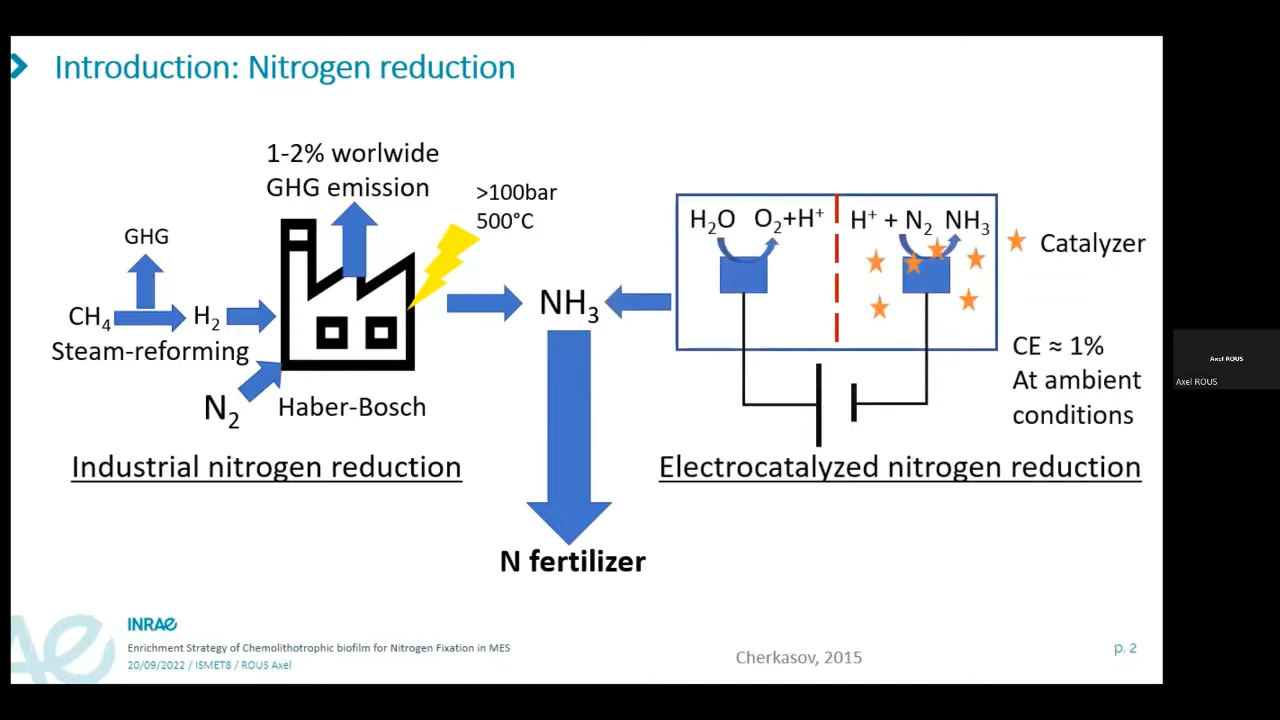 Introduction: Nitrogen reduction
1-2% worlwide
GHG emission
>100bar
500°C
GHG
CH₄
H₂
Steam-reforming
N₂
Haber-Bosch
Industrial nitrogen reduction
NH₃
N fertilizer
H₂O
O₂+H⁺
H⁺ + N₂
NH₃
Catalyzer
CE ≈ 1%
At ambient
conditions
Electrocatalyzed nitrogen reduction
Axel ROUS
Axel ROUS
INRAE
Enrichment Strategy of Chemolithotrophic biofilm for Nitrogen Fixation in MES
20/09/2022 / ISMET8 / ROUS Axel
Cherkasov, 2015
p. 2